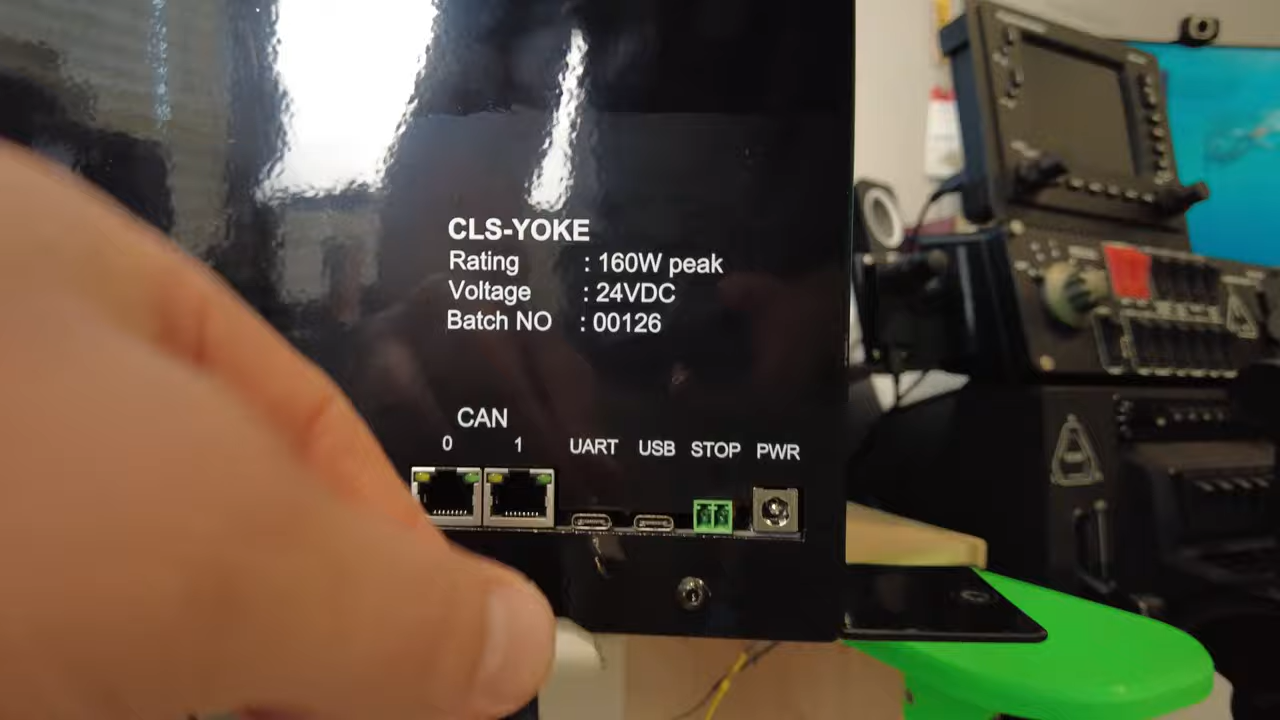 CLS-YOKE
Rating : 160W peak
Voltage : 24VDC
Batch NO : 00126
CAN
0 1 UART USB STOP PWR